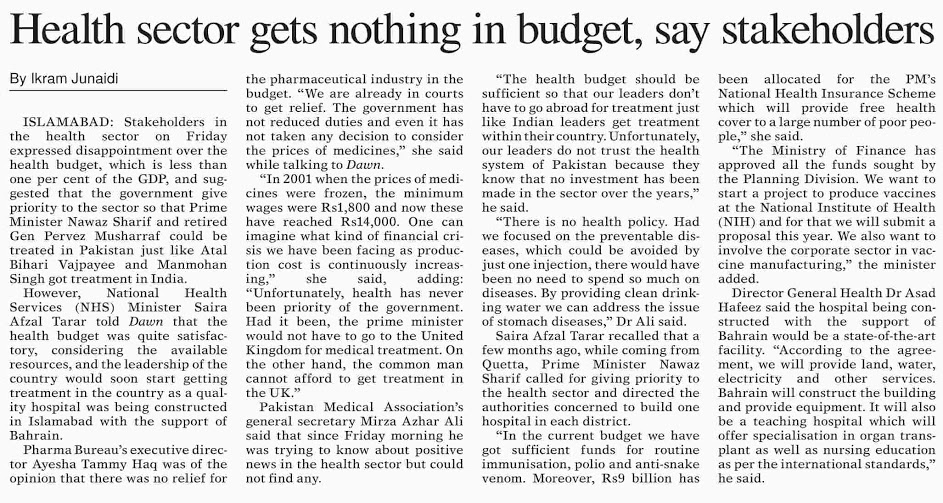 Health sector gets nothing in budget, say stakeholders
By Ikram Junaidi
ISLAMABAD: Stakeholders in
the health sector on Friday
expressed disappointment over the
health budget, which is less than
one per cent of the GDP, and sug-
gested that the government give
priority to the sector so that Prime
Minister Nawaz Sharif and retired
Gen Pervez Musharraf could be
treated in Pakistan just like Atal
Bihari Vajpayee and Manmohan
Singh got treatment in India.
However, National Health
Services (NHS) Minister Saira
Afzal Tarar told Dawn that the
health budget was quite satisfac-
tory, considering the available
resources, and the leadership of the
country would soon start getting
treatment in the country as a qual-
ity hospital was being constructed
in Islamabad with the support of
Bahrain.
Pharma Bureau's executive direc-
tor Ayesha Tammy Haq was of the
opinion that there was no relief for
the pharmaceutical industry in the
budget. “We are already in courts
to get relief. The government has
not reduced duties and even it has
not taken any decision to consider
the prices of medicines,” she said
while talking to Dawn.
“In 2001 when the prices of medi-
cines were frozen, the minimum
wages were Rs1,800 and now these
have reached Rs14,000. One can
imagine what kind of financial cri-
sis we have been facing as produc-
tion cost is continuously increas-
ing,” she said, adding:
“Unfortunately, health has never
been priority of the government.
Had it been, the prime minister
would not have to go to the United
Kingdom for medical treatment. On
the other hand, the common man
cannot afford to get treatment in
the UK.”
Pakistan Medical Association's
general secretary Mirza Azhar Ali
said that since Friday morning he
was trying to know about positive
news in the health sector but could
not find any.
“The health budget should be
sufficient so that our leaders don't
have to go abroad for treatment just
like Indian leaders get treatment
within their country. Unfortunately,
our leaders do not trust the health
system of Pakistan because they
know that no investment has been
made in the sector over the years,”
he said.
“There is no health policy. Had
we focused on the preventable dis-
eases, which could be avoided by
just one injection, there would have
been no need to spend so much on
diseases. By providing clean drink-
ing water we can address the issue
of stomach diseases,” Dr Ali said.
Saira Afzal Tarar recalled that a
few months ago, while coming from
Quetta, Prime Minister Nawaz
Sharif called for giving priority to
the health sector and directed the
authorities concerned to build one
hospital in each district.
“In the current budget we have
got sufficient funds for routine
immunisation, polio and anti-snake
venom. Moreover, Rs9 billion has
been allocated for the PM's
National Health Insurance Scheme
which will provide free health
cover to a large number of poor peo-
ple,” she said.
“The Ministry of Finance has
approved all the funds sought by
the Planning Division. We want to
start a project to produce vaccines
at the National Institute of Health
(NIH) and for that we will submit a
proposal this year. We also want to
involve the corporate sector in vac-
cine manufacturing,” the minister
added.
Director General Health Dr Asad
Hafeez said the hospital being con-
structed with the support of
Bahrain would be a state-of-the-art
facility. “According to the agree-
ment, we will provide land, water,
electricity and other services.
Bahrain will construct the building
and provide equipment. It will also
be a teaching hospital which will
offer specialisation in organ trans-
plant as well as nursing education
as per the international standards,”
he said.